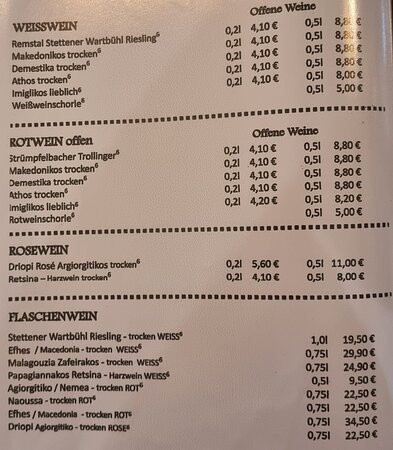 Offene Weine
WEISSWEIN
Remstal Stettener Wartbühl Riesling⁶ 0,2l 4,10 € 0,5l 8,80 €
Makedonikos trocken⁶ 0,2l 4,10 € 0,5l 8,80 €
Demestika trocken⁶ 0,2l 4,10 € 0,5l 8,80 €
Athos trocken⁶ 0,2l 4,10 € 0,5l 8,80 €
Imiglikos lieblich⁶ 0,2l 4,10 € 0,5l 8,00 €
Weißweinschorle⁶ 0,5l 5,00 €
ROTWEIN offen Offene Weine
Strümpfelbacher Trollinger⁶ 0,2l 4,10 € 0,5l 8,80 €
Makedonikos trocken⁶ 0,2l 4,10 € 0,5l 8,80 €
Demestika trocken⁶ 0,2l 4,10 € 0,5l 8,80 €
Athos trocken⁶ 0,2l 4,10 € 0,5l 8,80 €
Imiglikos lieblich⁶ 0,2l 4,20 € 0,5l 8,20 €
Rotweinschorle⁶ 0,5l 5,00 €
ROSEWEIN
Driopi Rosé Argiorgitikos trocken⁶ 0,2l 5,60 € 0,5l 11,00 €
Retsina – Harzwein trocken⁶ 0,2l 4,10 € 0,5l 8,00 €
FLASCHENWEIN
Stettener Wartbühl Riesling - trocken WEISS⁶ 1,0l 19,50 €
Efhes / Macedonia - trocken WEISS⁶ 0,75l 29,90 €
Malagouzia Zafeirakos - trocken WEISS⁶ 0,75l 24,90 €
Papagiannakos Retsina - Harzwein WEISS⁶ 0,5l 9,50 €
Agiorgitiko / Nemea - trocken ROT⁶ 0,75l 22,50 €
Naoussa - trocken ROT⁶ 0,75l 22,50 €
Efhes / Macedonia - trocken ROT⁶ 0,75l 34,50 €
Driopi Agiorgitiko - trocken ROSE⁶ 0,75l 22,50 €